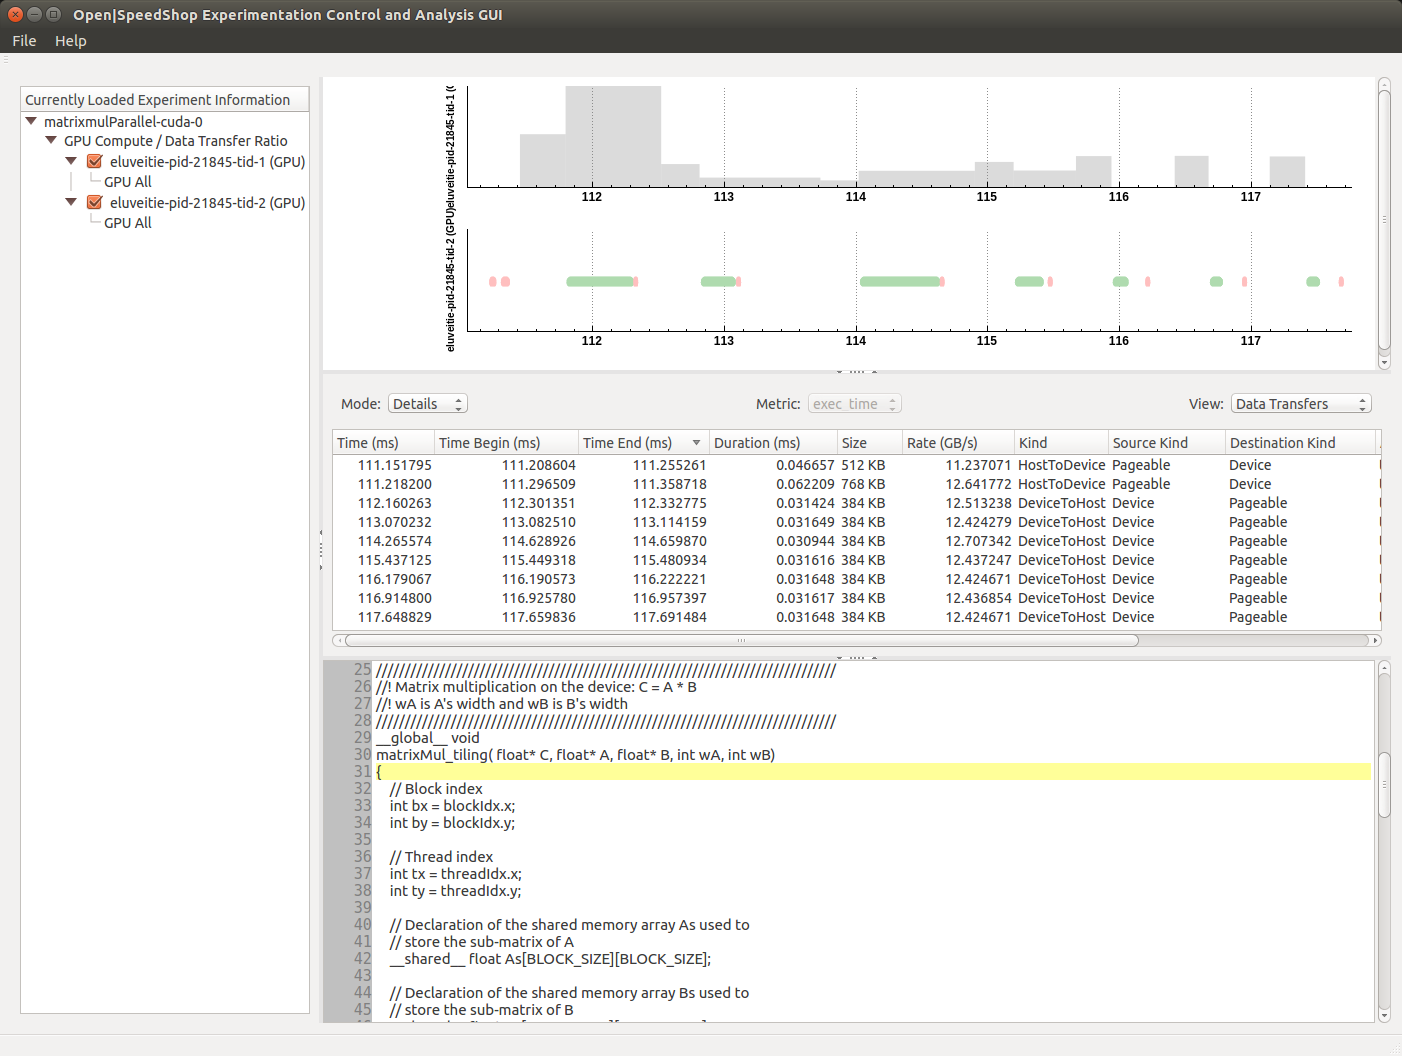 Open|SpeedShop Experimentation Control and Analysis GUI
File Help
Currently Loaded Experiment Information
matrixmulParallel-cuda-0
GPU Compute / Data Transfer Ratio
eluveitie-pid-21845-tid-1 (GPU)
GPU All
eluveitie-pid-21845-tid-2 (GPU)
GPU All
eluveitie-pid-21845-tid-1 (
112 113 114 115 116 117
eluveitie-pid-21845-tid-2 (GPU)
112 113 114 115 116 117
Mode: Details Metric: exec_time View: Data Transfers
Time (ms) Time Begin (ms) Time End (ms) Duration (ms) Size Rate (GB/s) Kind Source Kind Destination Kind
111.151795 111.208604 111.255261 0.046657 512 KB 11.237071 HostToDevice Pageable Device
111.218200 111.296509 111.358718 0.062209 768 KB 12.641772 HostToDevice Pageable Device
112.160263 112.301351 112.332775 0.031424 384 KB 12.513238 DeviceToHost Device Pageable
113.070232 113.082510 113.114159 0.031649 384 KB 12.424279 DeviceToHost Device Pageable
114.265574 114.628926 114.659870 0.030944 384 KB 12.707342 DeviceToHost Device Pageable
115.437125 115.449318 115.480934 0.031616 384 KB 12.437247 DeviceToHost Device Pageable
116.179067 116.190573 116.222221 0.031648 384 KB 12.424671 DeviceToHost Device Pageable
116.914800 116.925780 116.957397 0.031617 384 KB 12.436854 DeviceToHost Device Pageable
117.648829 117.659836 117.691484 0.031648 384 KB 12.424671 DeviceToHost Device Pageable
25 ////////////////////////////////////////////////////////////////////////////////
26 //! Matrix multiplication on the device: C = A * B
27 //! wA is A's width and wB is B's width
28 ////////////////////////////////////////////////////////////////////////////////
29 __global__ void
30 matrixMul_tiling( float* C, float* A, float* B, int wA, int wB)
31 {
32 // Block index
33 int bx = blockIdx.x;
34 int by = blockIdx.y;
35
36 // Thread index
37 int tx = threadIdx.x;
38 int ty = threadIdx.y;
39
40 // Declaration of the shared memory array As used to
41 // store the sub-matrix of A
42 __shared__ float As[BLOCK_SIZE][BLOCK_SIZE];
43
44 // Declaration of the shared memory array Bs used to
45 // store the sub-matrix of B